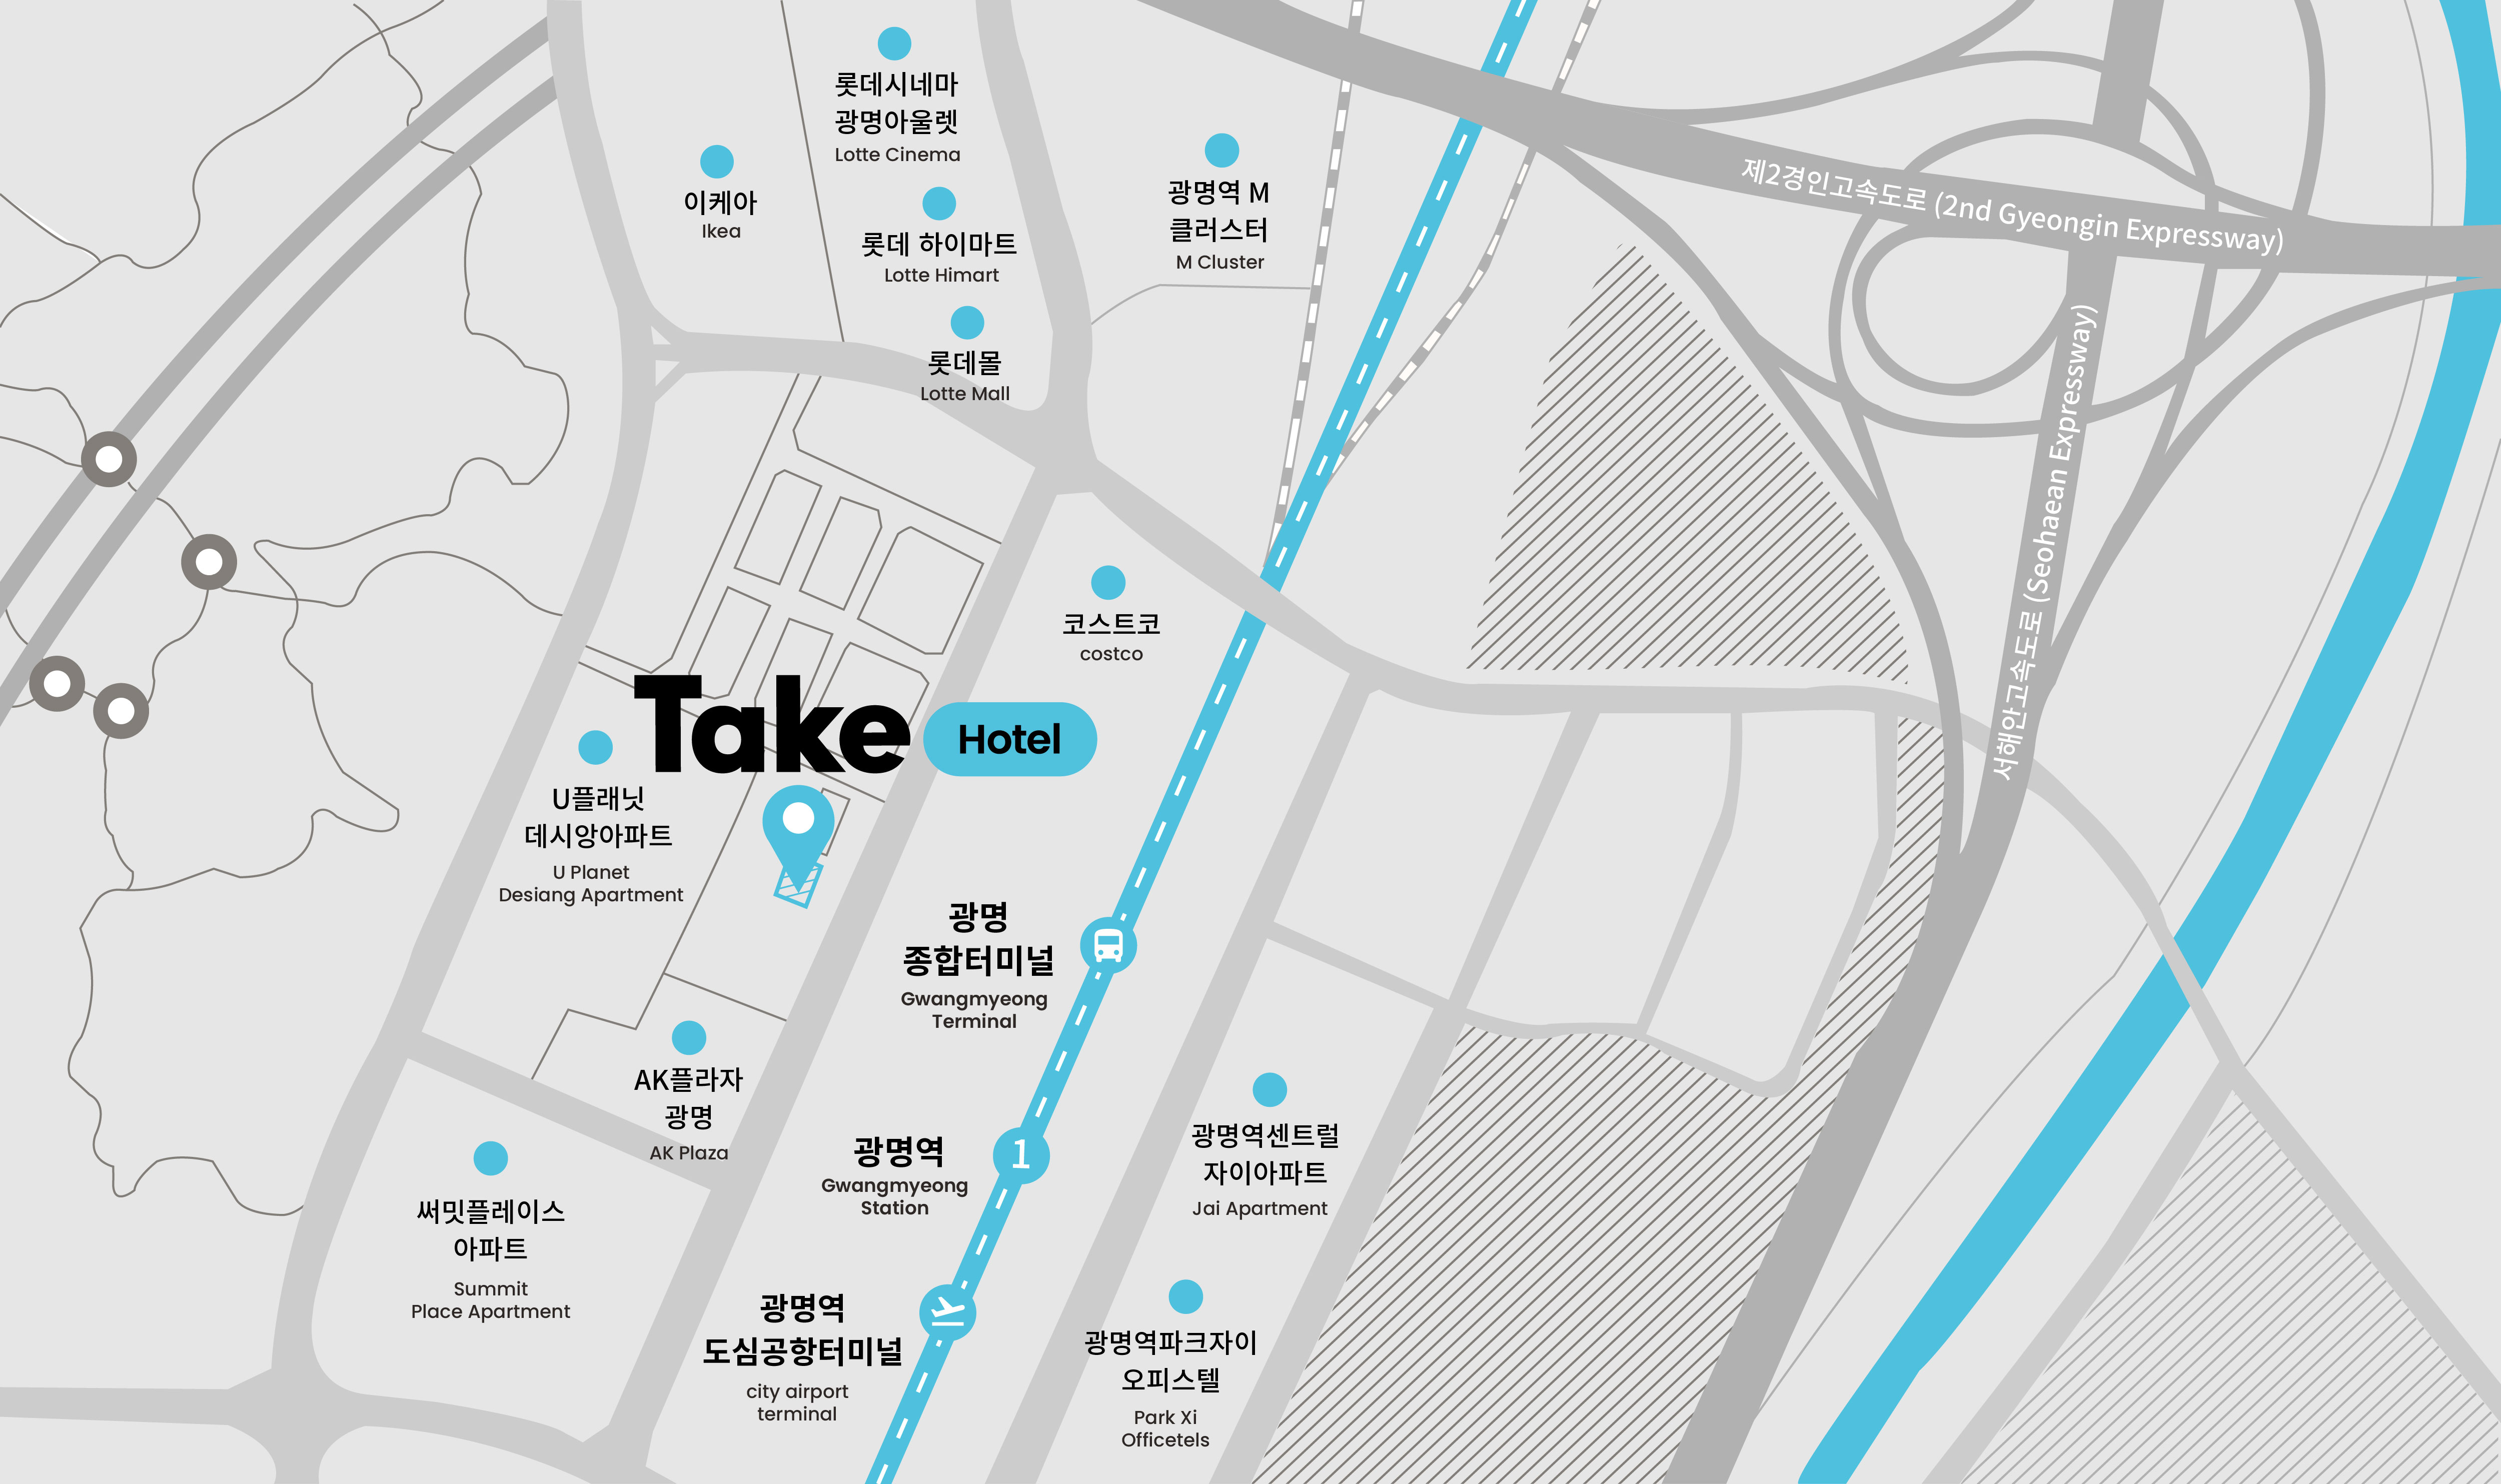 롯데시네마
광명아울렛
Lotte Cinema
이케아
Ikea
롯데 하이마트
Lotte Himart
롯데몰
Lotte Mall
광명역 M
클러스터
M Cluster
제2경인고속도로 (2nd Gyeongin Expressway)
서해안고속도로 (Seohaean Expressway)
코스트코
costco
Take Hotel
U플래닛
데시앙아파트
U Planet
Desiang Apartment
광명
종합터미널
Gwangmyeong
Terminal
AK플라자
광명
AK Plaza
광명역
Gwangmyeong
Station
1
광명역센트럴
자이아파트
Jai Apartment
써밋플레이스
아파트
Summit
Place Apartment
광명역
도심공항터미널
city airport
terminal
광명역파크자이
오피스텔
Park Xi
Officetels